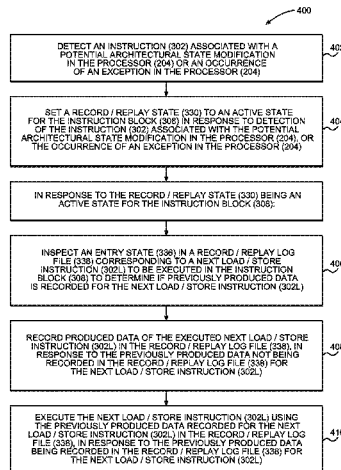 400
DETECT AN INSTRUCTION (302) ASSOCIATED WITH A
POTENTIAL ARCHITECTURAL STATE MODIFICATION
IN THE PROCESSOR (204) OR AN OCCURRENCE
OF AN EXCEPTION IN THE PROCESSOR (204)
SET A RECORD / REPLAY STATE (330) TO AN ACTIVE STATE
FOR THE INSTRUCTION BLOCK (306) IN RESPONSE TO DETECTION
OF THE INSTRUCTION (302) ASSOCIATED WITH THE POTENTIAL
ARCHITECTURAL STATE MODIFICATION IN THE PROCESSOR (204), OR
THE OCCURRENCE OF AN EXCEPTION IN THE PROCESSOR (204)
IN RESPONSE TO THE RECORD / REPLAY STATE (330) BEING AN
ACTIVE STATE FOR THE INSTRUCTION BLOCK (306):
INSPECT AN ENTRY STATE (336) IN A RECORD / REPLAY LOG
FILE (338) CORRESPONDING TO A NEXT LOAD / STORE
INSTRUCTION (302L) TO BE EXECUTED IN THE INSTRUCTION
BLOCK (306) TO DETERMINE IF PREVIOUSLY PRODUCED DATA
IS RECORDED FOR THE NEXT LOAD / STORE INSTRUCTION (302L)
RECORD PRODUCED DATA OF THE EXECUTED NEXT LOAD / STORE
INSTRUCTION (302L) IN THE RECORD / REPLAY LOG FILE (338), IN
RESPONSE TO THE PREVIOUSLY PRODUCED DATA NOT BEING
RECORDED IN THE RECORD / REPLAY LOG FILE (338) FOR
THE NEXT LOAD / STORE INSTRUCTION (302L)
EXECUTE THE NEXT LOAD / STORE INSTRUCTION (302L) USING
THE PREVIOUSLY PRODUCED DATA RECORDED FOR THE NEXT
LOAD / STORE INSTRUCTION (302L) IN THE RECORD / REPLAY LOG
FILE (338), IN RESPONSE TO THE PREVIOUSLY PRODUCED DATA
BEING RECORDED IN THE RECORD / REPLAY LOG FILE (338) FOR
THE NEXT LOAD / STORE INSTRUCTION (302L)